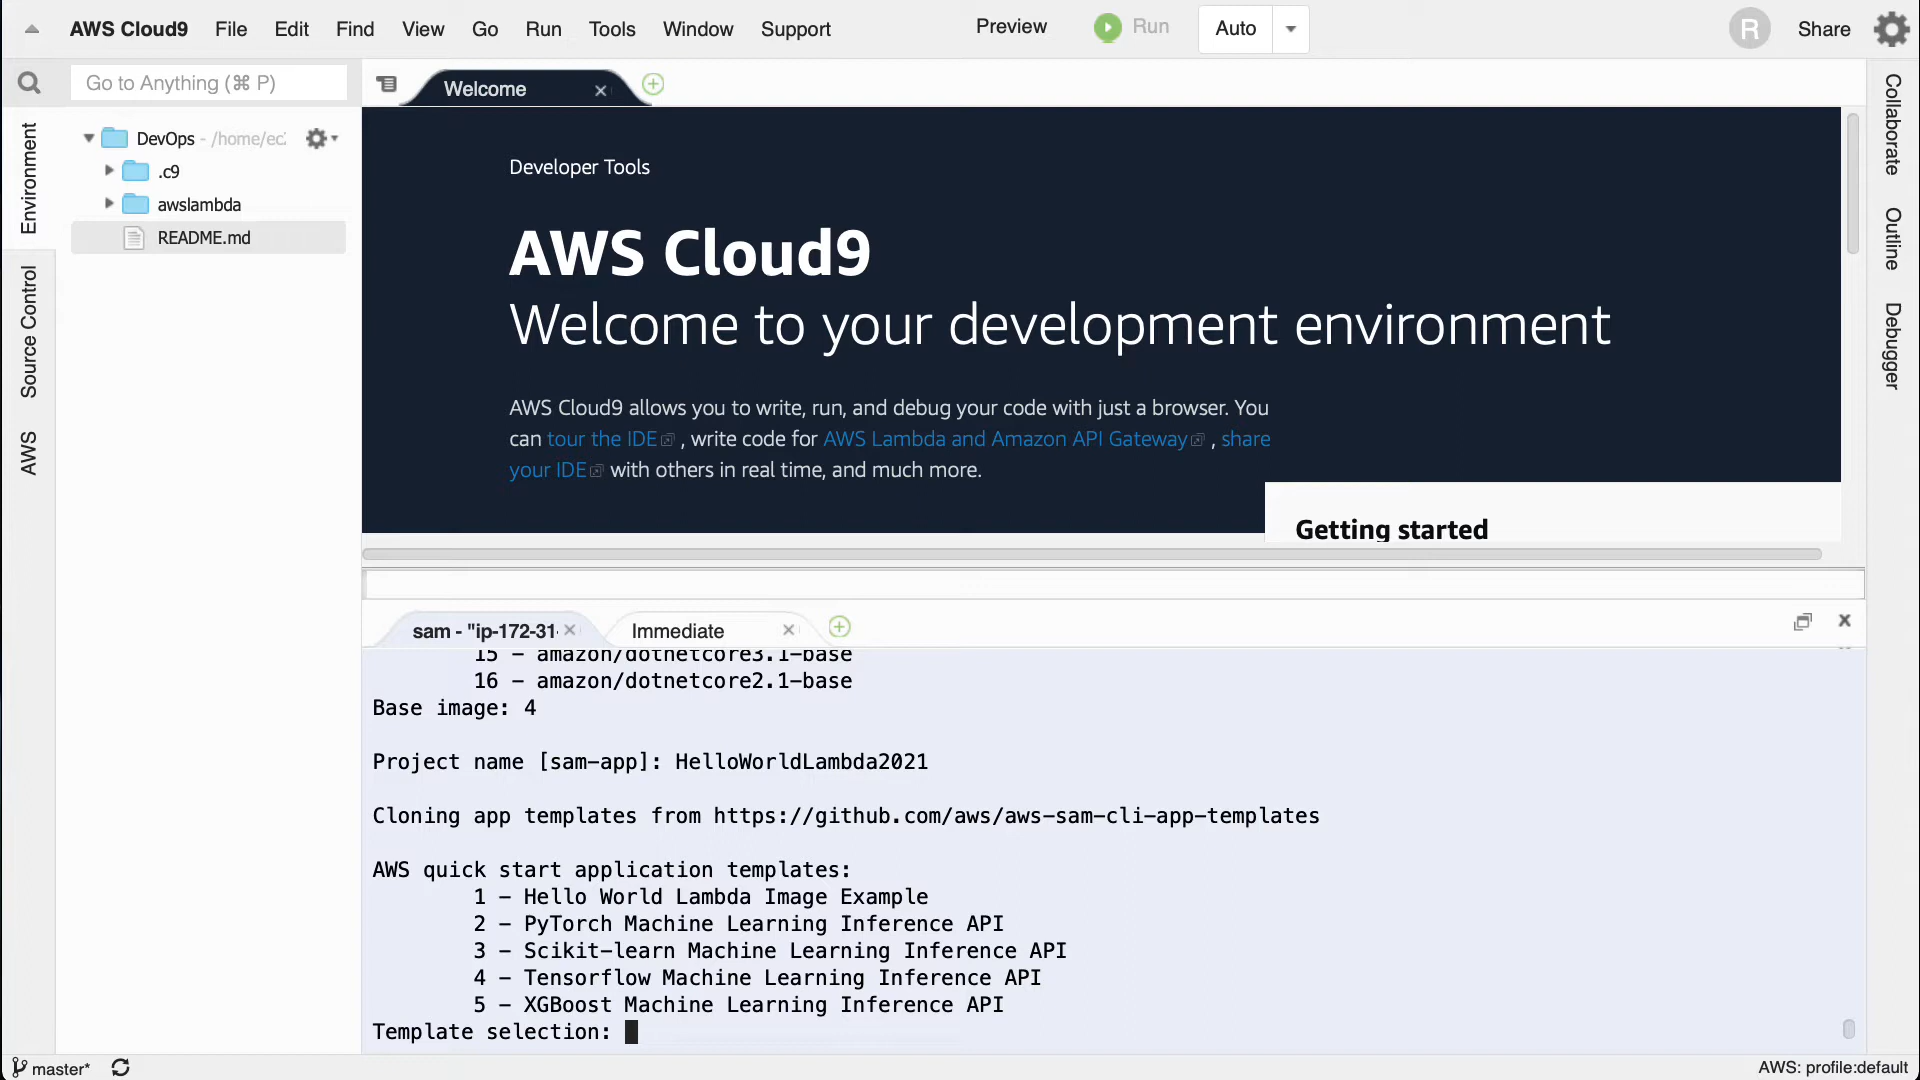 AWS Cloud9 File Edit Find View Go Run Tools Window Support Preview Run Auto R Share
Go to Anything (⌘ P)
Welcome
Environment
Source Control
AWS
DevOps - /home/ec2
.c9
awslambda
README.md
Developer Tools
AWS Cloud9
Welcome to your development environment
AWS Cloud9 allows you to write, run, and debug your code with just a browser. You
can tour the IDE , write code for AWS Lambda and Amazon API Gateway , share
your IDE with others in real time, and much more.
Getting started
Collaborate
Outline
Debugger
sam - "ip-172-31- Immediate
15 - amazon/dotnetcore3.1-base
16 - amazon/dotnetcore2.1-base
Base image: 4
Project name [sam-app]: HelloWorldLambda2021
Cloning app templates from https://github.com/aws/aws-sam-cli-app-templates
AWS quick start application templates:
1 - Hello World Lambda Image Example
2 - PyTorch Machine Learning Inference API
3 - Scikit-learn Machine Learning Inference API
4 - Tensorflow Machine Learning Inference API
5 - XGBoost Machine Learning Inference API
Template selection:
master* AWS: profile:default